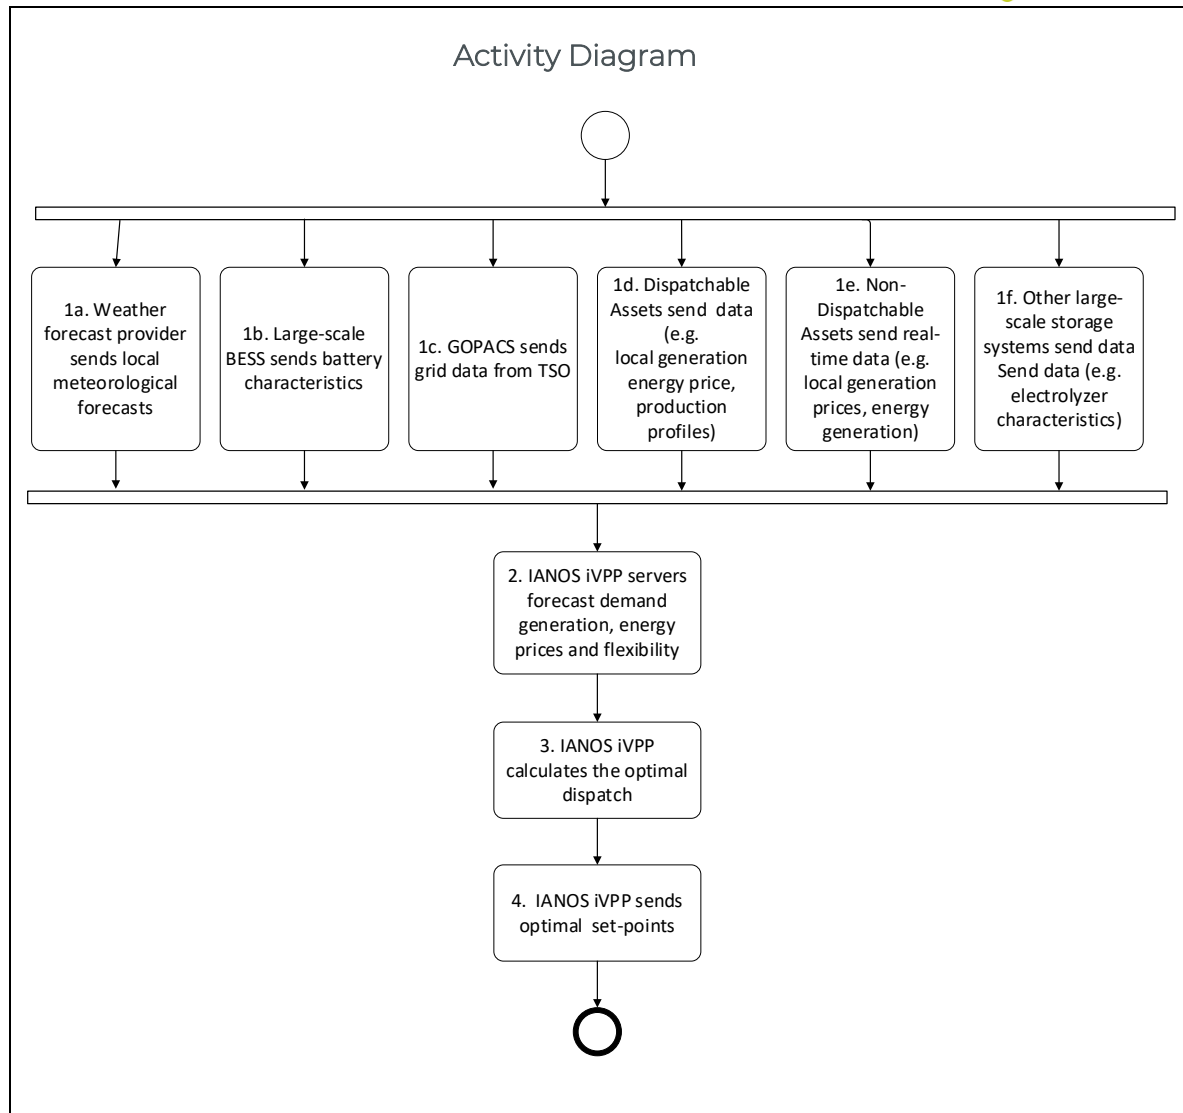 Activity Diagram
1a. Weather
forecast provider
sends local
meteorological
forecasts
1b. Large-scale
BESS sends battery
characteristics
1c. GOPACS sends
grid data from TSO
1d. Dispatchable
Assets send data
(e.g.
local generation
energy price,
production
profiles)
1e. Non-
Dispatchable
Assets send real-
time data (e.g.
local generation
prices, energy
generation)
1f. Other large-
scale storage
systems send data
Send data (e.g.
electrolyzer
characteristics)
2. IANOS iVPP servers
forecast demand
generation, energy
prices and flexibility
3. IANOS iVPP
calculates the optimal
dispatch
4. IANOS iVPP sends
optimal set-points